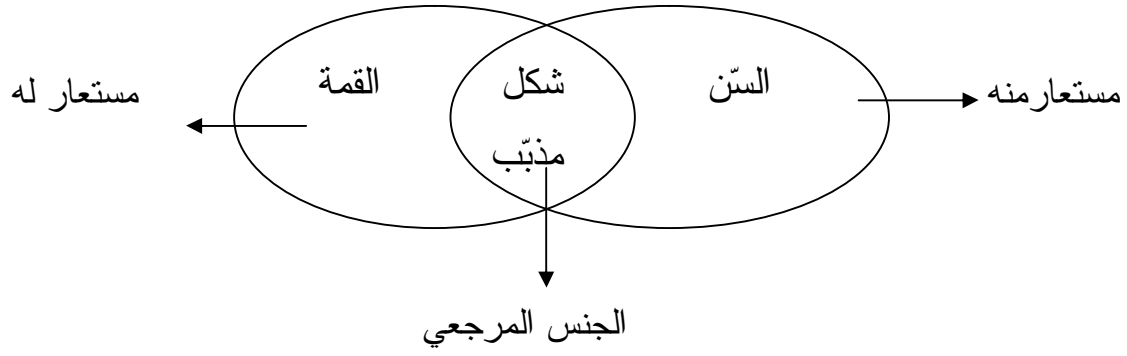 مستعارمنه
السّن
شكل
مذبّب
القمة
مستعار له
الجنس المرجعي